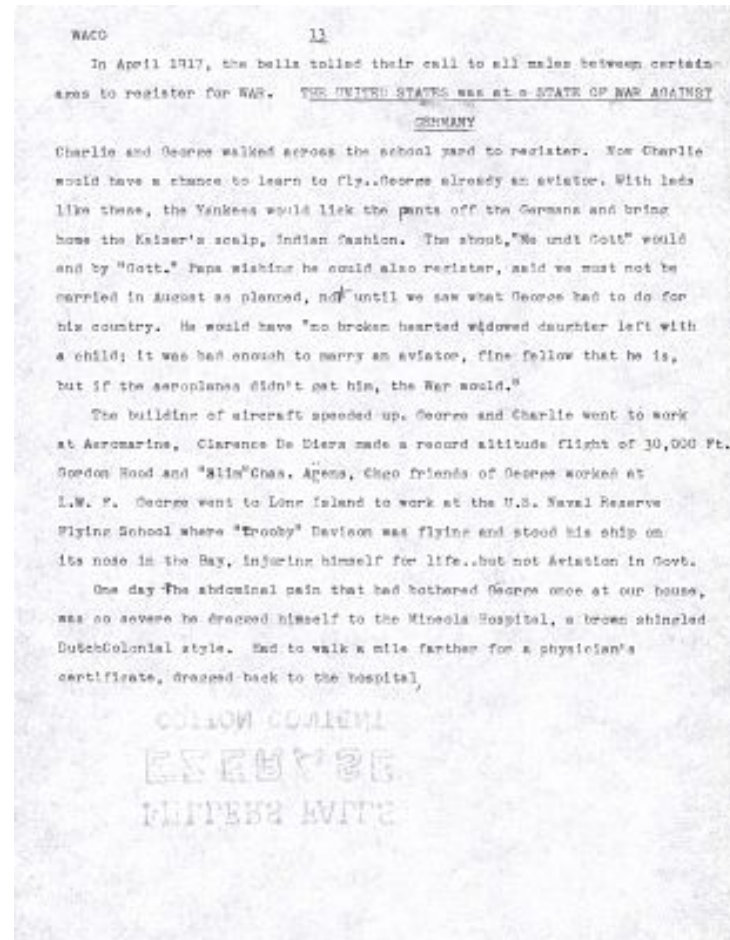 WACO 13
In April 1917, the bells tolled their call to all males between certain
ages to register for WAR. THE UNITED STATES was at a STATE OF WAR AGAINST
GERMANY
Charlie and George walked across the school yard to register. Now Charlie
would have a chance to learn to fly..George already an aviator. With lads
like these, the Yankees would lick the pants off the Germans and bring
home the Kaiser's scalp, indian fashion. The shout,"Me undt Gott" would
end by "Gott." Papa wishing he could also register, said we must not be
married in August as planned, not until we saw what George had to do for
his country. He would have "no broken hearted widowed daughter left with
a child; it was bad enough to marry an aviator, fine fellow that he is,
but if the aeroplanes didn't get him, the War would."
The building of aircraft speeded up. George and Charlie went to work
at Aeromarine, Clarence De Giers made a record altitude flight of 30,000 Ft.
Gordon Hood and "Slim"Chas. Agems, Chgo friends of George worked at
L.W. F. George went to Long Island to work at the U.S. Naval Reserve
Flying School where "Trooby" Davison was flying and stood his ship on
its nose in the Bay, injuring himself for life..but not Aviation in Govt.
One day The abdominal pain that had bothered George once at our house,
was so severe he dragged himself to the Mineola Hospital, a brown shingled
DutchColonial style. Had to walk a mile farther for a physician's
certificate, dragged back to the hospital,
COTTON CONTENT
EZERASE
MILLERS FALLS